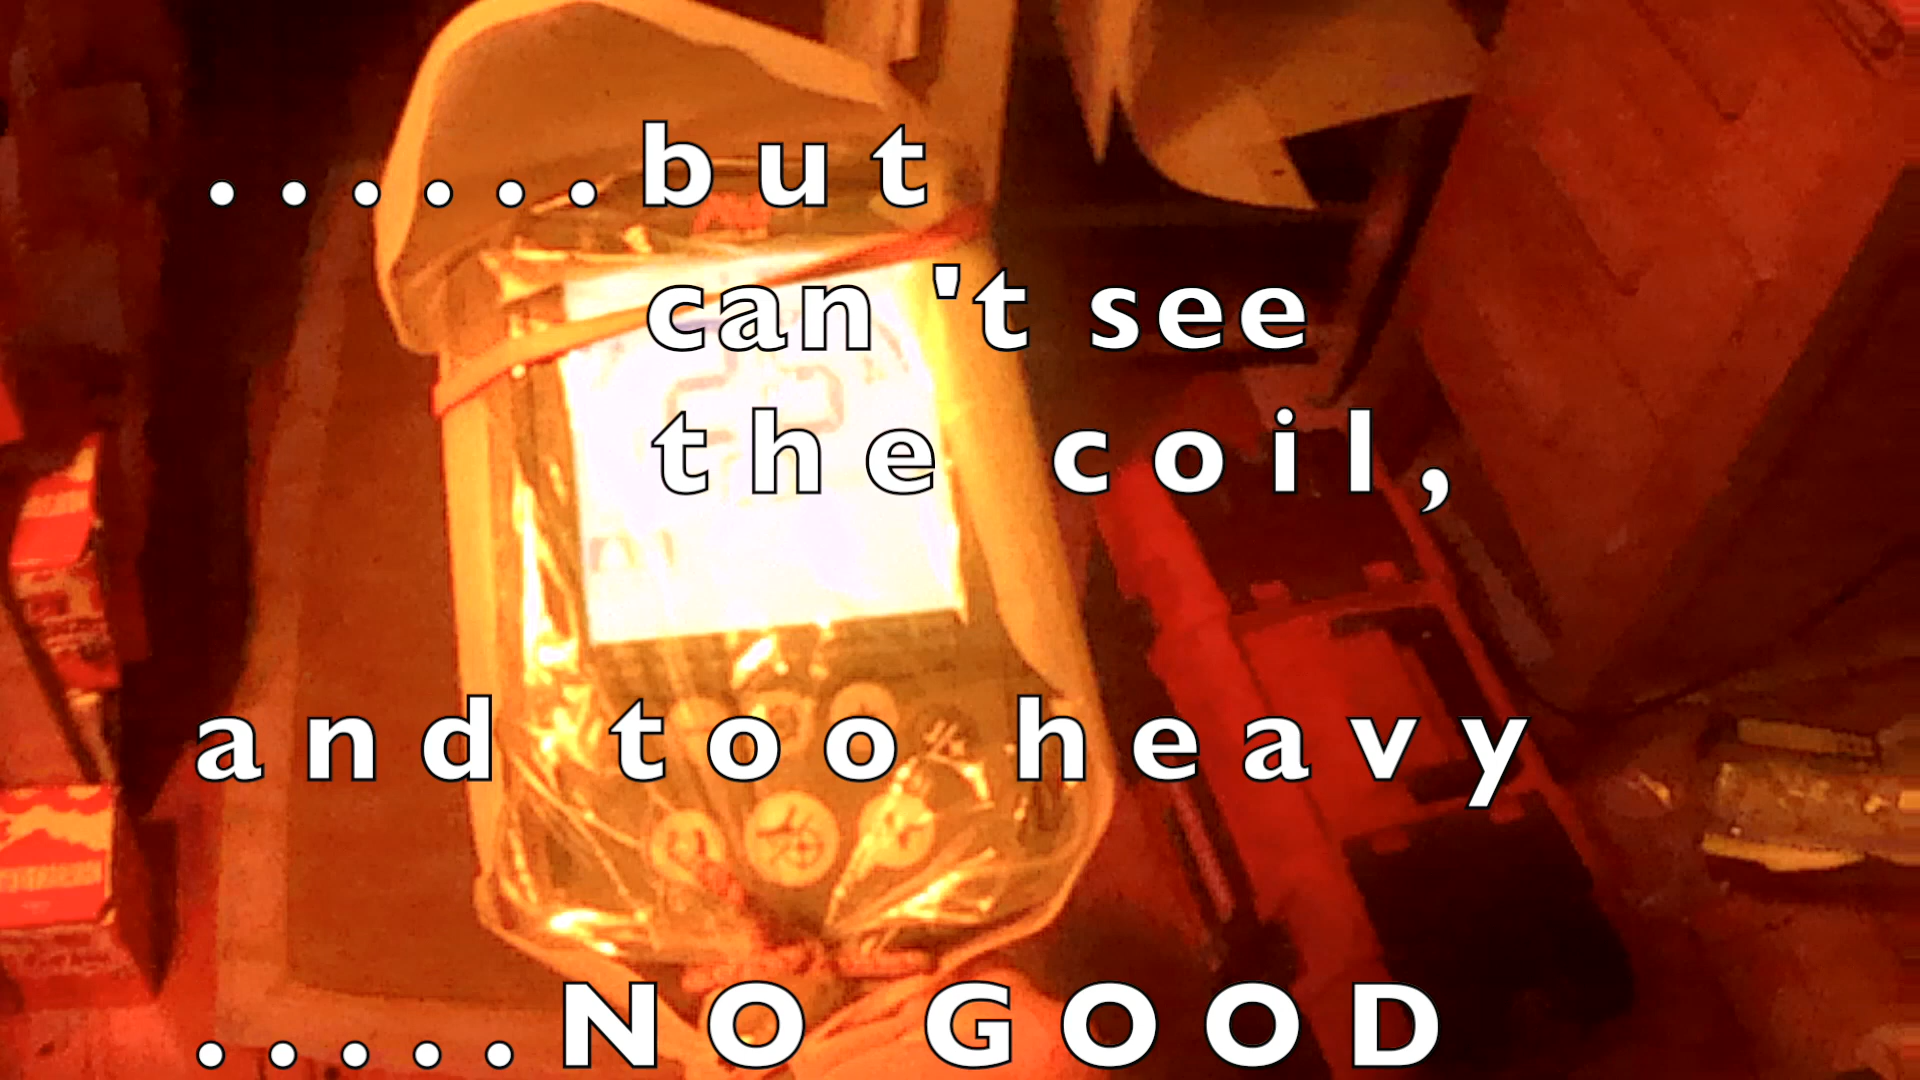 ......but
can 't see
the coil,
and too heavy
.....NO GOOD